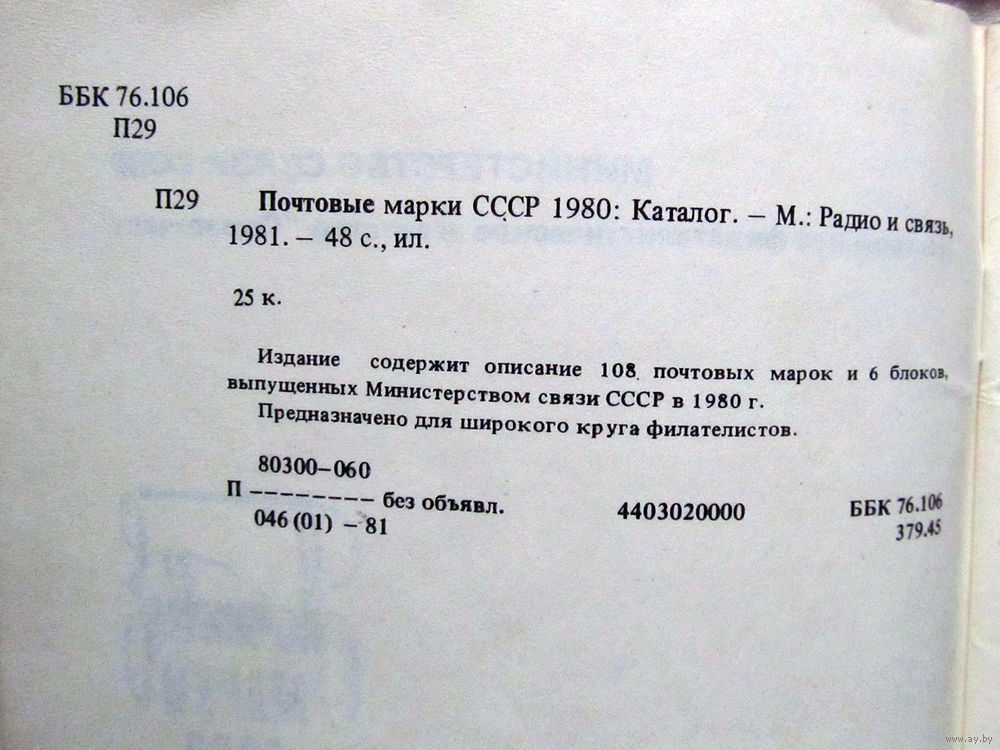 ББК 76.106
П29
П29 Почтовые марки СССР 1980: Каталог. – М.: Радио и связь,
1981. – 48 с., ил.
25 к.
Издание содержит описание 108 почтовых марок и 6 блоков,
выпущенных Министерством связи СССР в 1980 г.
Предназначено для широкого круга филателистов.
80300–060
П –––––––– без объявл. 4403020000 ББК 76.106
046 (01) – 81 379.45
www.ay.by